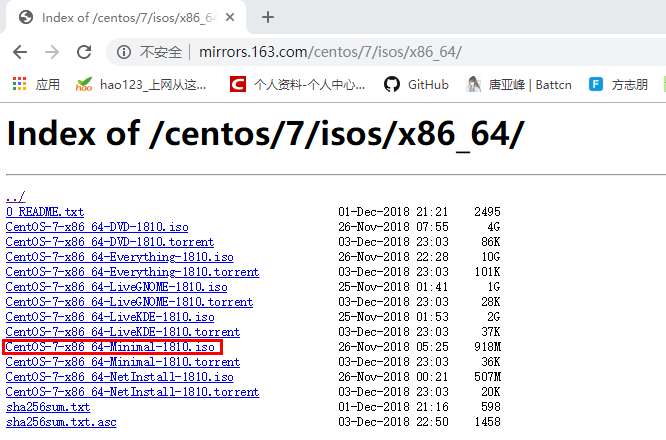 Index of /centos/7/isos/x86_64
不安全 | mirrors.163.com/centos/7/isos/x86_64/
应用 hao123_上网从这... 个人资料-个人中心... GitHub 唐亚峰 | Battcn 方志朋
Index of /centos/7/isos/x86_64/
../
0_README.txt 01-Dec-2018 21:21 2495
CentOS-7-x86_64-DVD-1810.iso 26-Nov-2018 07:55 4G
CentOS-7-x86_64-DVD-1810.torrent 03-Dec-2018 23:03 86K
CentOS-7-x86_64-Everything-1810.iso 26-Nov-2018 22:28 10G
CentOS-7-x86_64-Everything-1810.torrent 03-Dec-2018 23:03 101K
CentOS-7-x86_64-LiveGNOME-1810.iso 25-Nov-2018 01:41 1G
CentOS-7-x86_64-LiveGNOME-1810.torrent 03-Dec-2018 23:03 28K
CentOS-7-x86_64-LiveKDE-1810.iso 25-Nov-2018 01:53 2G
CentOS-7-x86_64-LiveKDE-1810.torrent 03-Dec-2018 23:03 37K
CentOS-7-x86_64-Minimal-1810.iso 26-Nov-2018 05:25 918M
CentOS-7-x86_64-Minimal-1810.torrent 03-Dec-2018 23:03 36K
CentOS-7-x86_64-NetInstall-1810.iso 26-Nov-2018 00:21 507M
CentOS-7-x86_64-NetInstall-1810.torrent 03-Dec-2018 23:03 20K
sha256sum.txt 01-Dec-2018 21:16 598
sha256sum.txt.asc 03-Dec-2018 22:50 1458